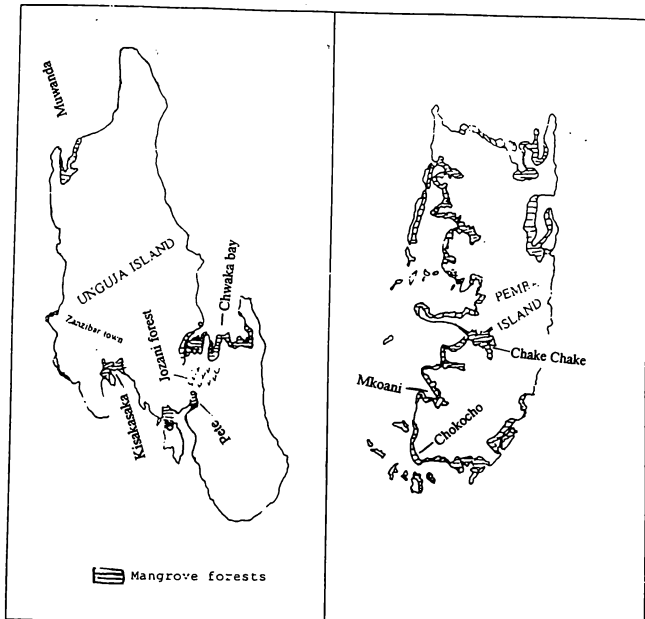 Muwanda
UNGUJA ISLAND
Chwaka bay
Zanzibar town
Jozani forest
Kisakasaka
Pete
Mangrove forests
PEMB
ISLAND
Chake Chake
Mkoani
Chokocho